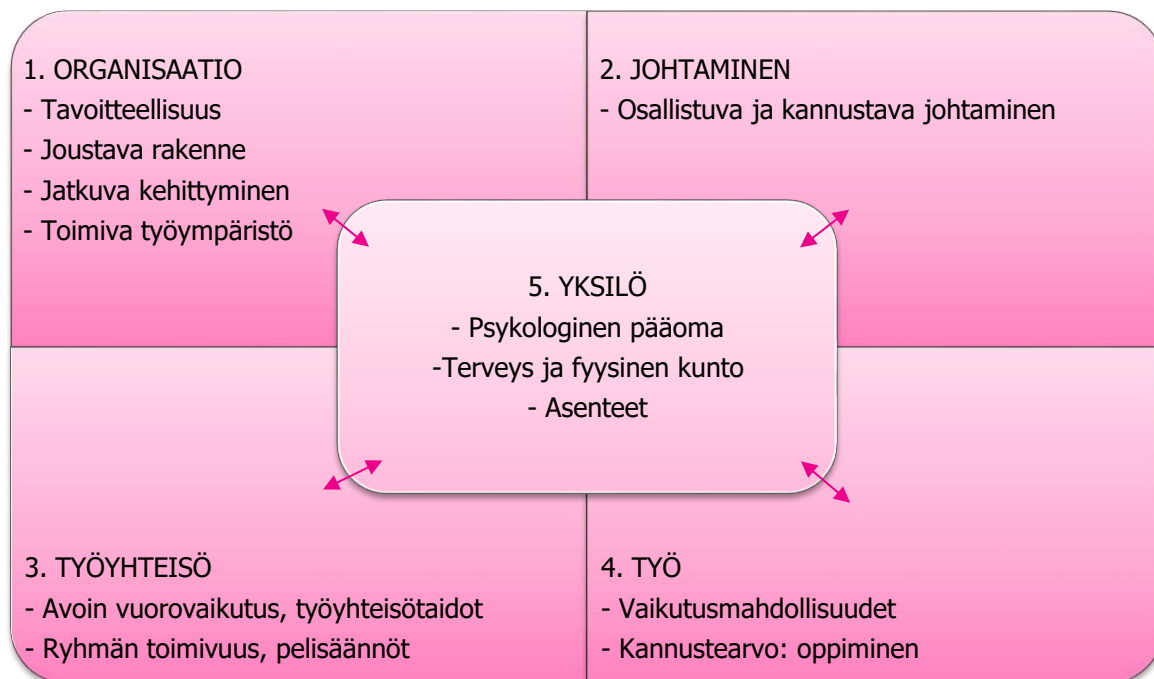 1. ORGANISAATIO
- Tavoitteellisuus
- Joustava rakenne
- Jatkuva kehittyminen
- Toimiva työympäristö
2. JOHTAMINEN
- Osallistuva ja kannustava johtaminen
5. YKSILÖ
- Psykologinen pääoma
-Terveys ja fyysinen kunto
- Asenteet
3. TYÖYHTEISÖ
- Avoin vuorovaikutus, työyhteisötaidot
- Ryhmän toimivuus, pelisäännöt
4. TYÖ
- Vaikutusmahdollisuudet
- Kannustearvo: oppiminen